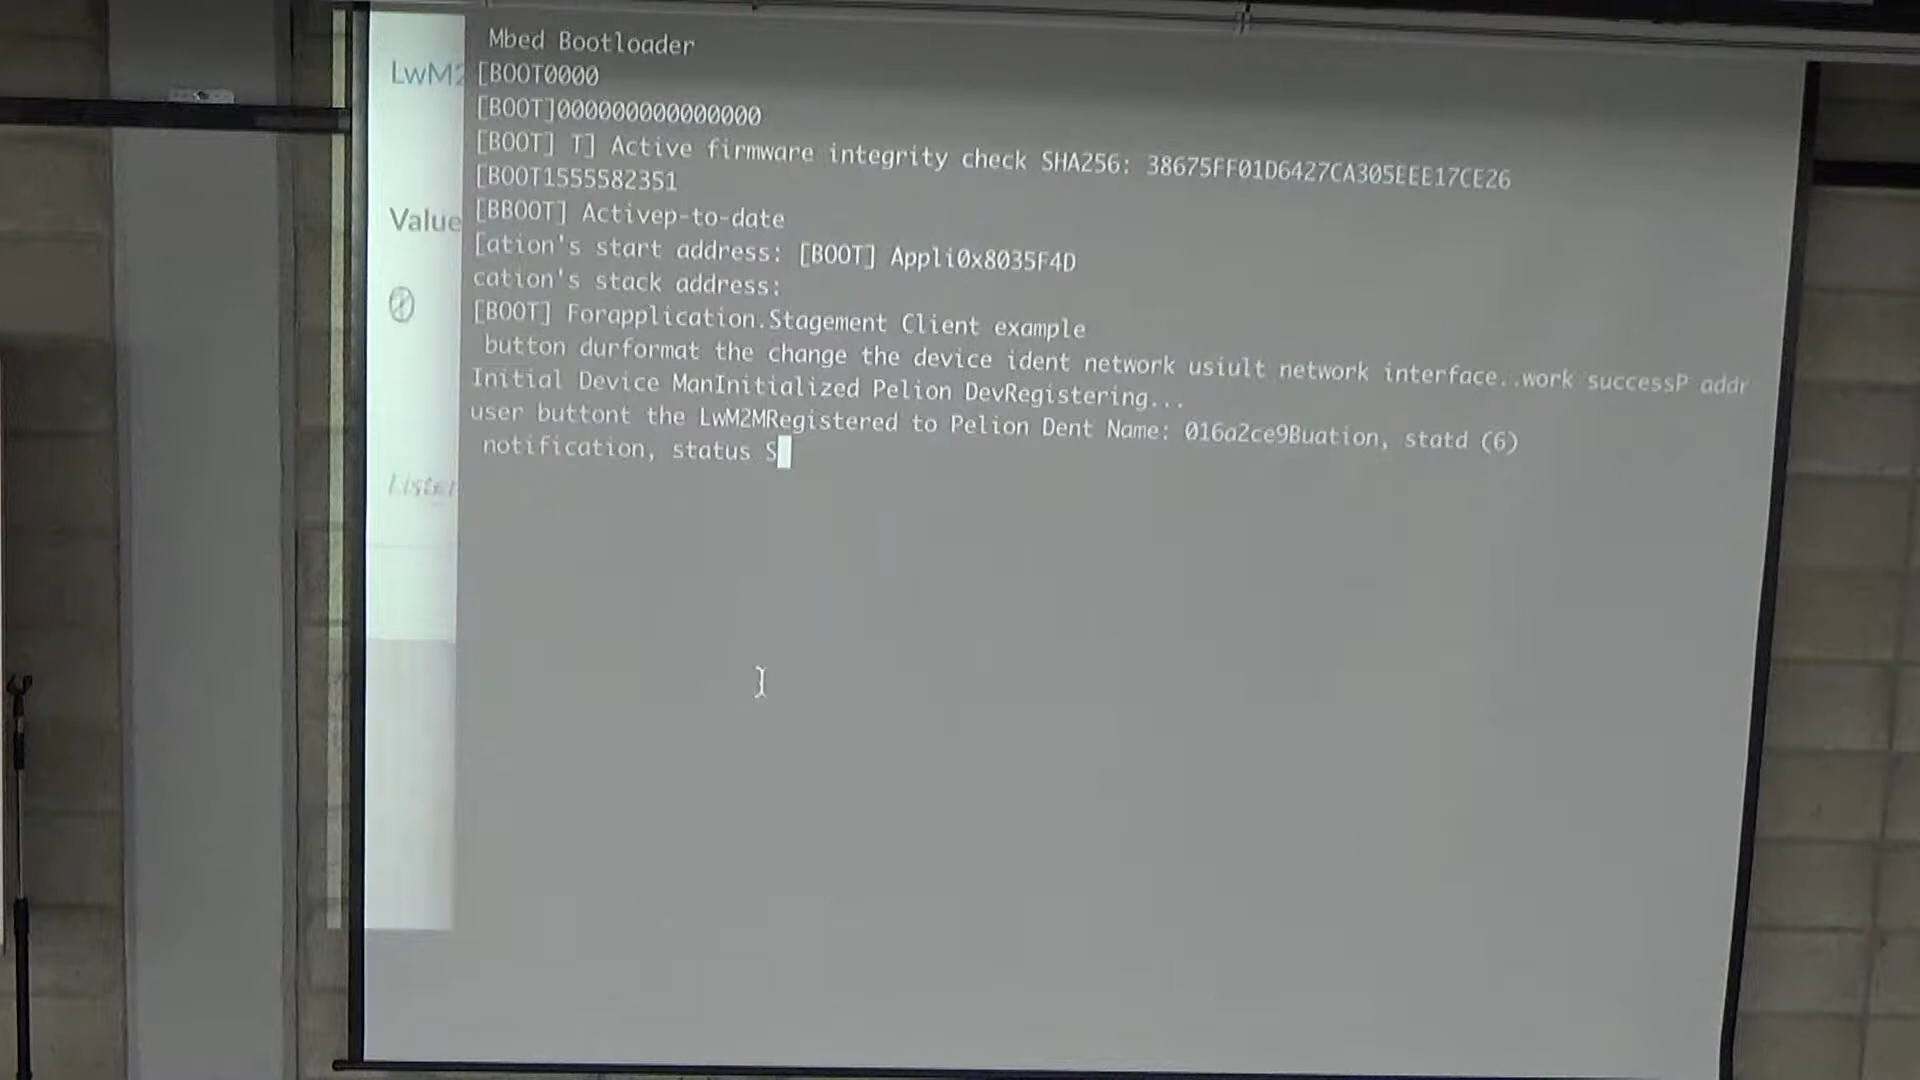 Mbed Bootloader
[BOOT0000
[BOOT]000000000000000
[BOOT] T] Active firmware integrity check SHA256: 38675FF01D6427CA305EEE17CE26
[BOOT1555582351
[BBOOT] Activep-to-date
[ation's start address: [BOOT] Appli0x8035F4D
cation's stack address:
[BOOT] Forapplication.Stagement Client example
button durformat the change the device ident network usiult network interface..work successP addr
Initial Device ManInitialized Pelion DevRegistering...
user buttont the LwM2MRegistered to Pelion Dent Name: 016a2ce9Buation, statd (6)
notification, status S
LwM2
Value
0
Listen